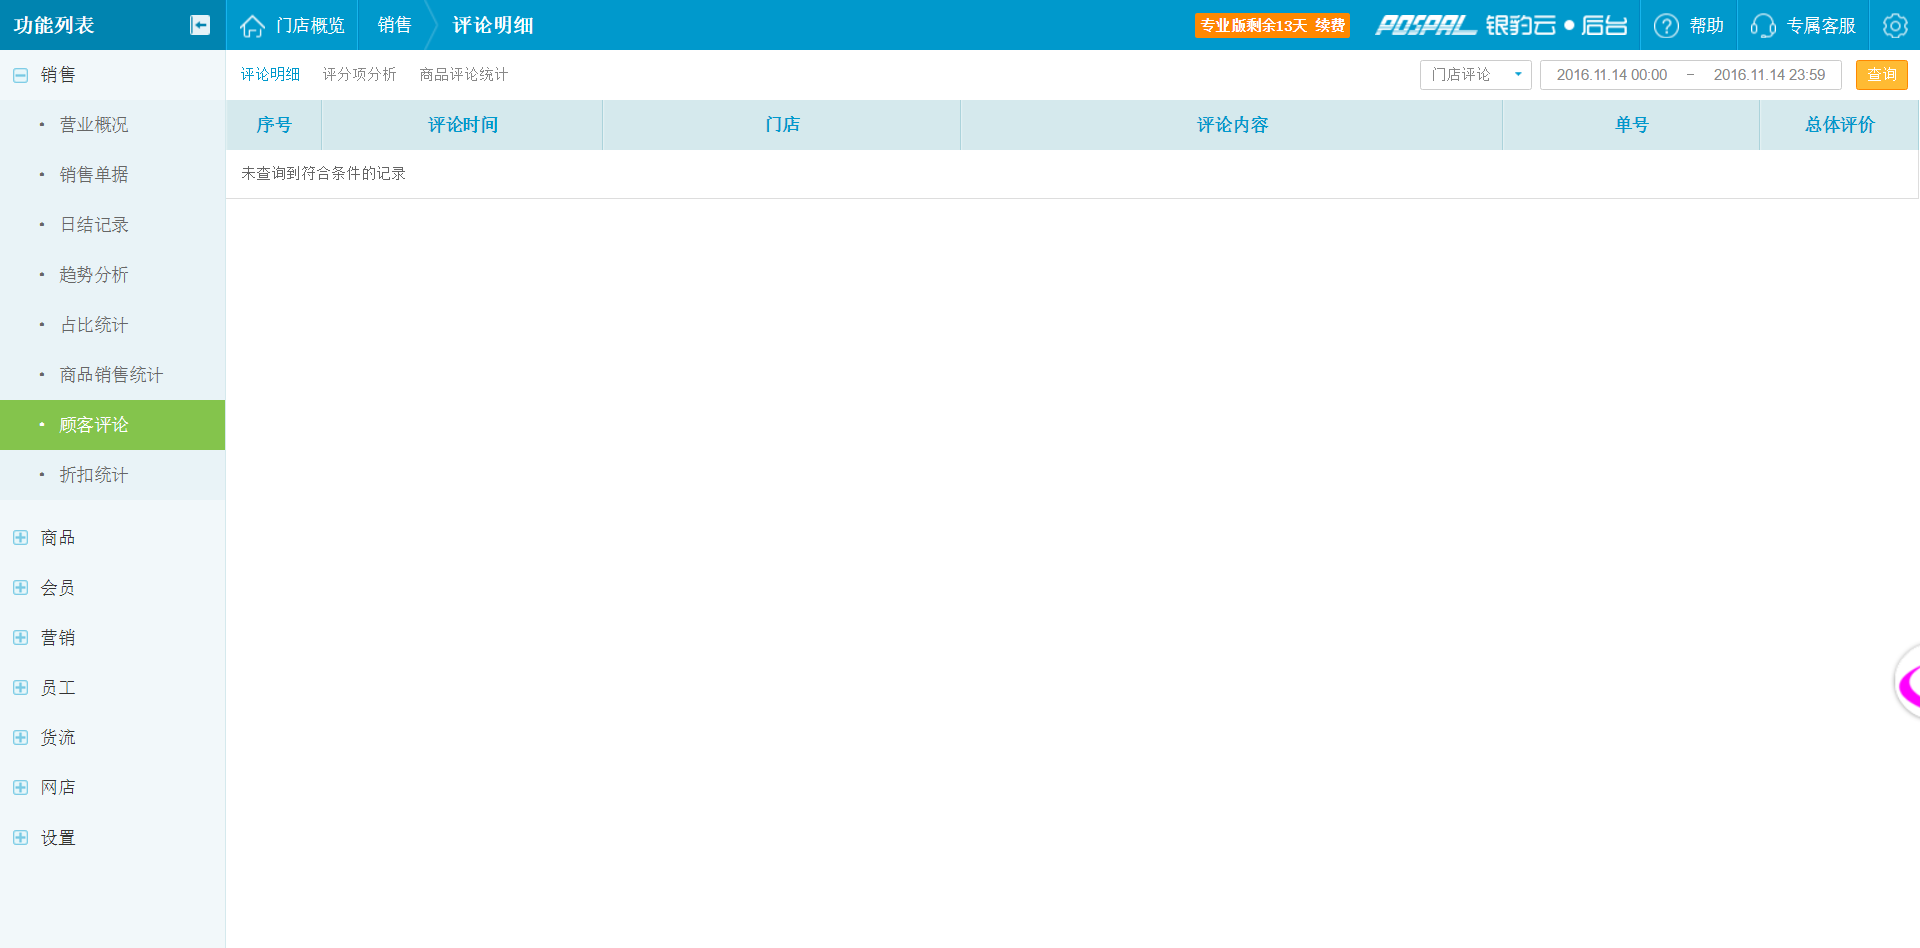 功能列表
门店概览
销售
评论明细
专业版剩余13天 续费
POSPAL 银豹云●后台
帮助
专属客服
销售
评论明细
评分项分析
商品评论统计
门店评论
2016.11.14 00:00 － 2016.11.14 23:59
查询
营业概况
销售单据
日结记录
趋势分析
占比统计
商品销售统计
顾客评论
折扣统计
商品
会员
营销
员工
货流
网店
设置
序号 评论时间 门店 评论内容 单号 总体评价
未查询到符合条件的记录